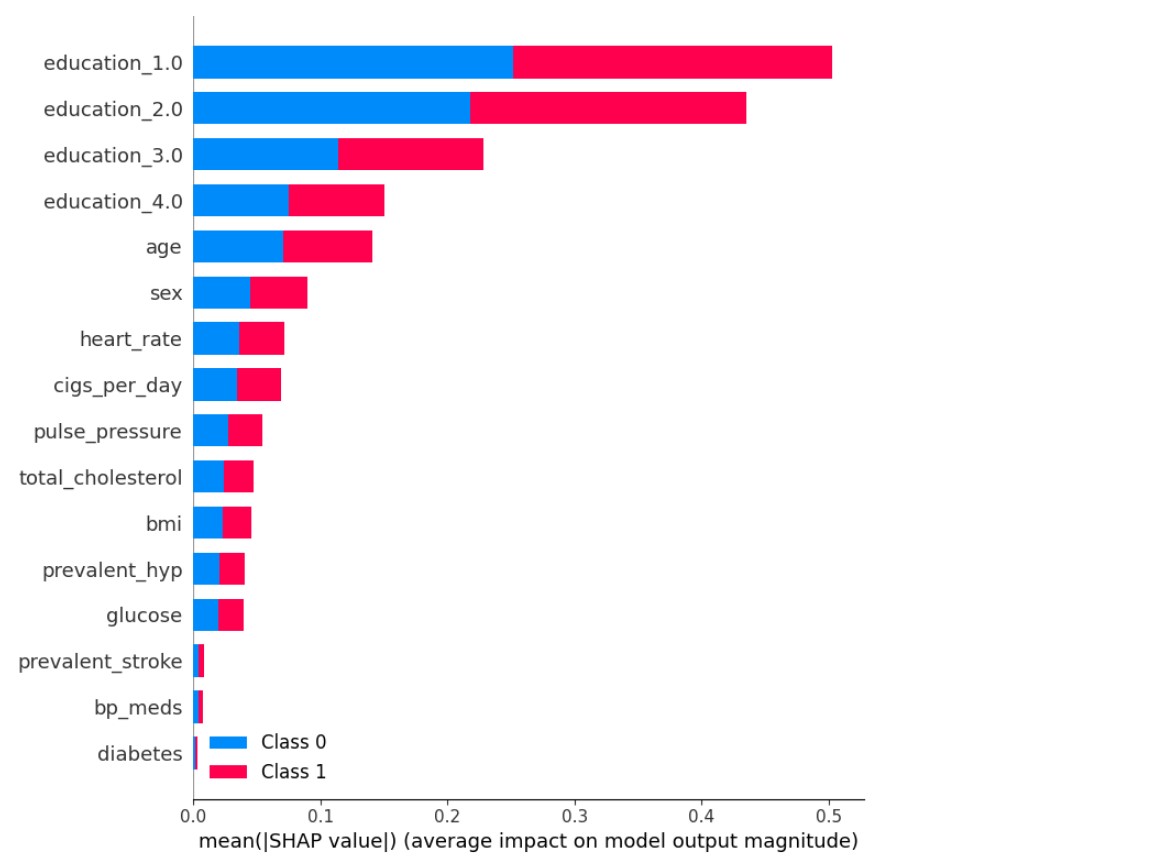 education_1.0
education_2.0
education_3.0
education_4.0
age
sex
heart_rate
cigs_per_day
pulse_pressure
total_cholesterol
bmi
prevalent_hyp
glucose
prevalent_stroke
bp_meds
diabetes
Class 0
Class 1
0.0 0.1 0.2 0.3 0.4 0.5
mean(|SHAP value|) (average impact on model output magnitude)